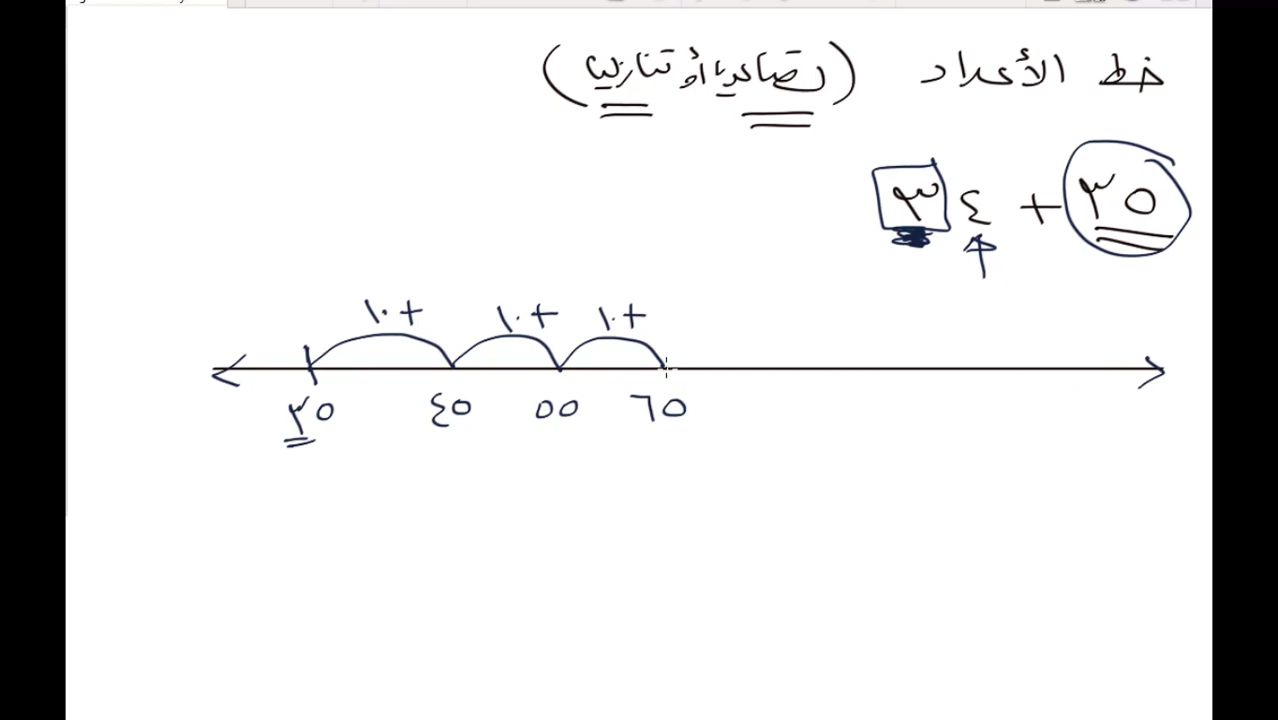 خط الأعداد (تصاعديا أو تنازليا)
٣٥ + ٣٤
+١٠ +١٠ +١٠
٣٥ ٤٥ ٥٥ ٦٥